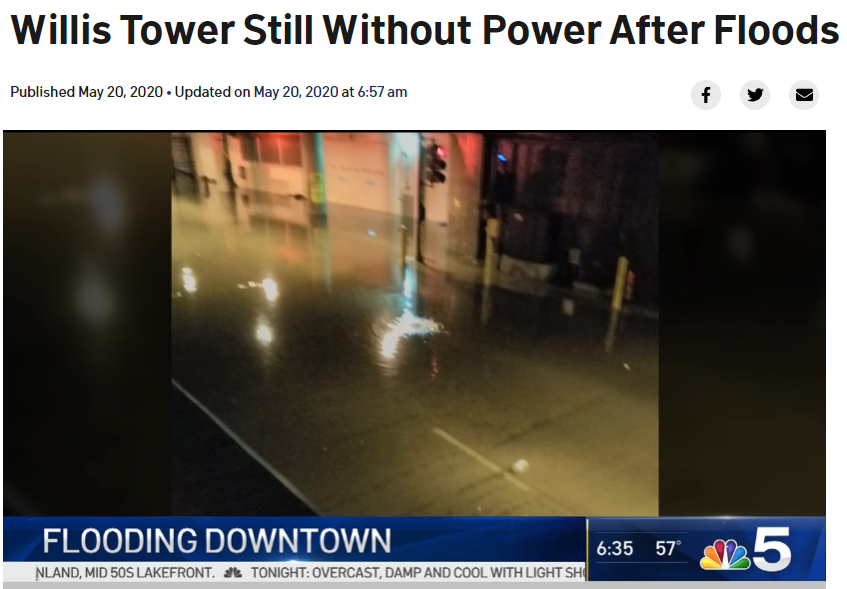 Willis Tower Still Without Power After Floods
Published May 20, 2020 • Updated on May 20, 2020 at 6:57 am
FLOODING DOWNTOWN
6:35 57° 5
NLAND, MID 50S LAKEFRONT. TONIGHT: OVERCAST, DAMP AND COOL WITH LIGHT SH